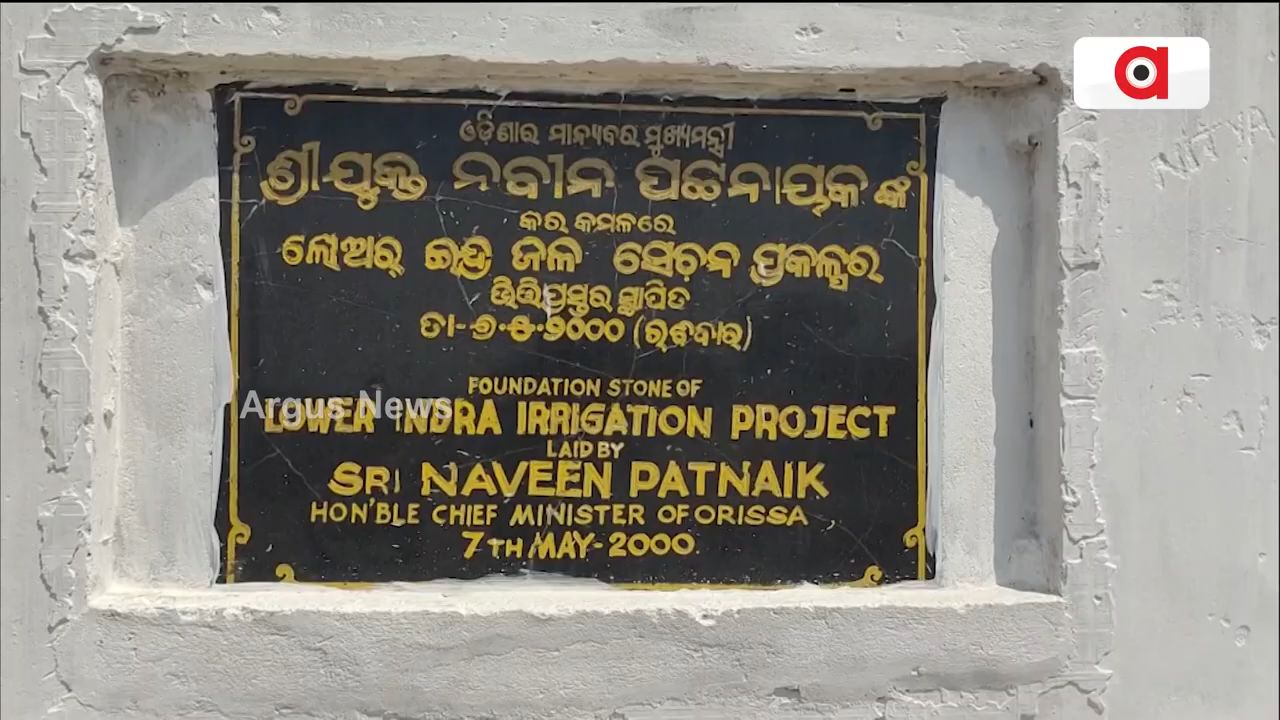 ଓଡ଼ିଶାର ମାନ୍ୟବର ମୁଖ୍ୟମନ୍ତ୍ରୀ
ଶ୍ରୀଯୁକ୍ତ ନବୀନ ପଟ୍ଟନାୟକ ଙ୍କ
କର କମଳରେ
ଲୋଅର୍ ଇନ୍ଦ୍ରି ଜଳ ସେଚନ ପ୍ରକଳ୍ପର
ଭିତ୍ତିପ୍ରସ୍ତର ସ୍ଥାପିତ
ତା-୭-୫-୨୦୦୦ (ରବିବାର)
FOUNDATION STONE OF
LOWER INDRA IRRIGATION PROJECT
LAID BY
SRI NAVEEN PATNAIK
HON'BLE CHIEF MINISTER OF ORISSA
7TH MAY-2000.
Argus News
a
NITYA